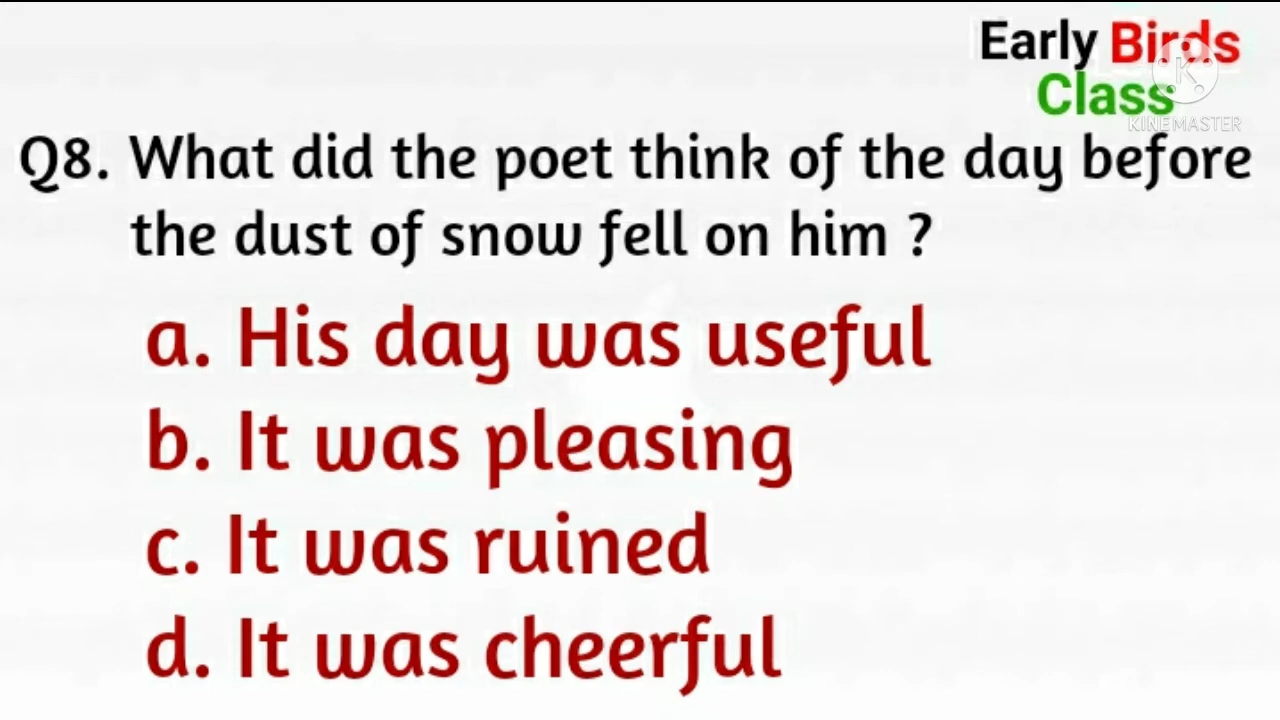 Early Birds
Class
KINEMASTER
Q8. What did the poet think of the day before
the dust of snow fell on him ?
a. His day was useful
b. It was pleasing
c. It was ruined
d. It was cheerful